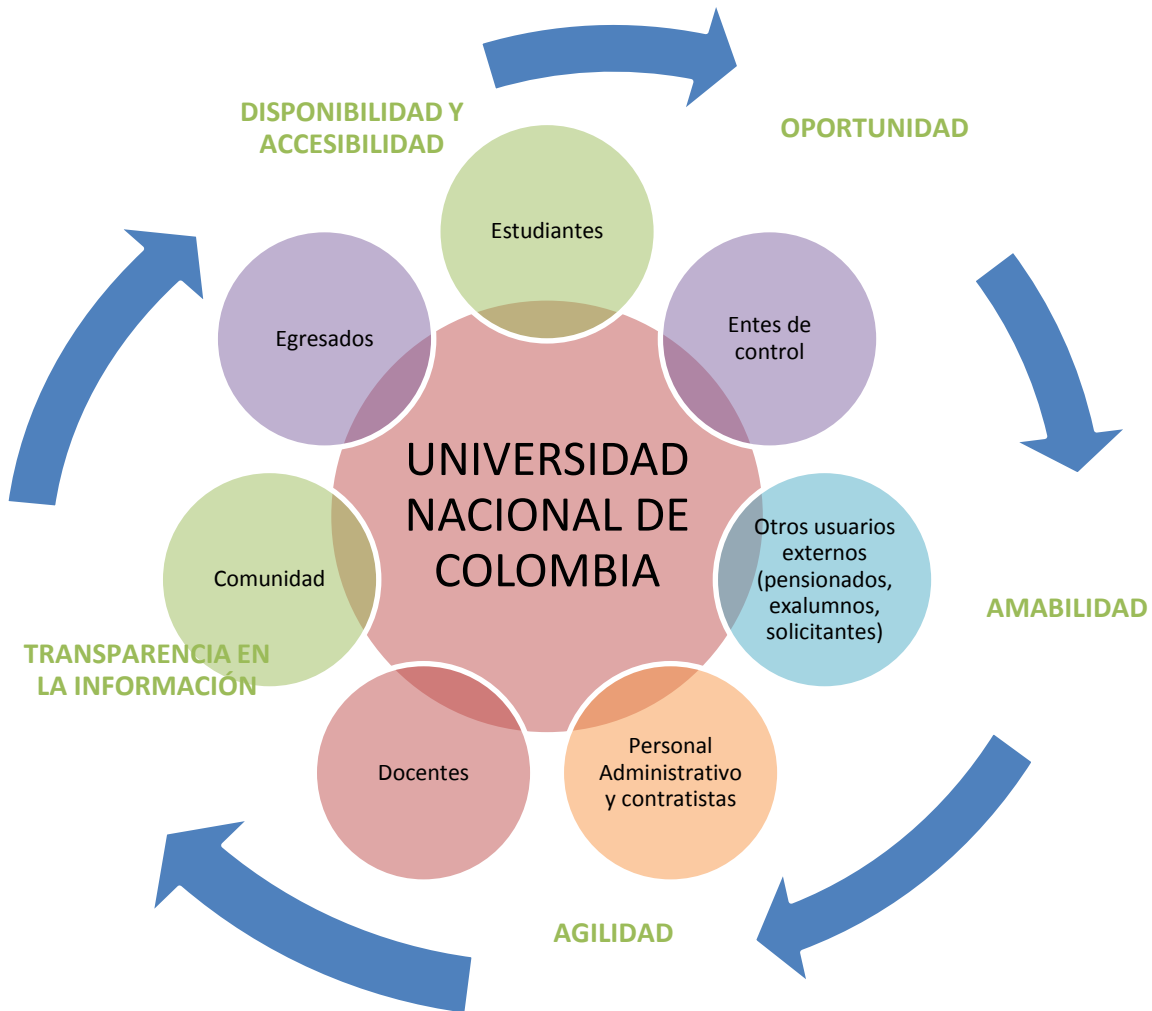 DISPONIBILIDAD Y
ACCESIBILIDAD
OPORTUNIDAD
Estudiantes
Egresados
Entes de
control
UNIVERSIDAD
NACIONAL DE
COLOMBIA
Otros usuarios
externos
(pensionados,
exalumnos,
solicitantes)
Comunidad
AMABILIDAD
TRANSPARENCIA EN
LA INFORMACIÓN
Docentes
Personal
Administrativo
y contratistas
AGILIDAD